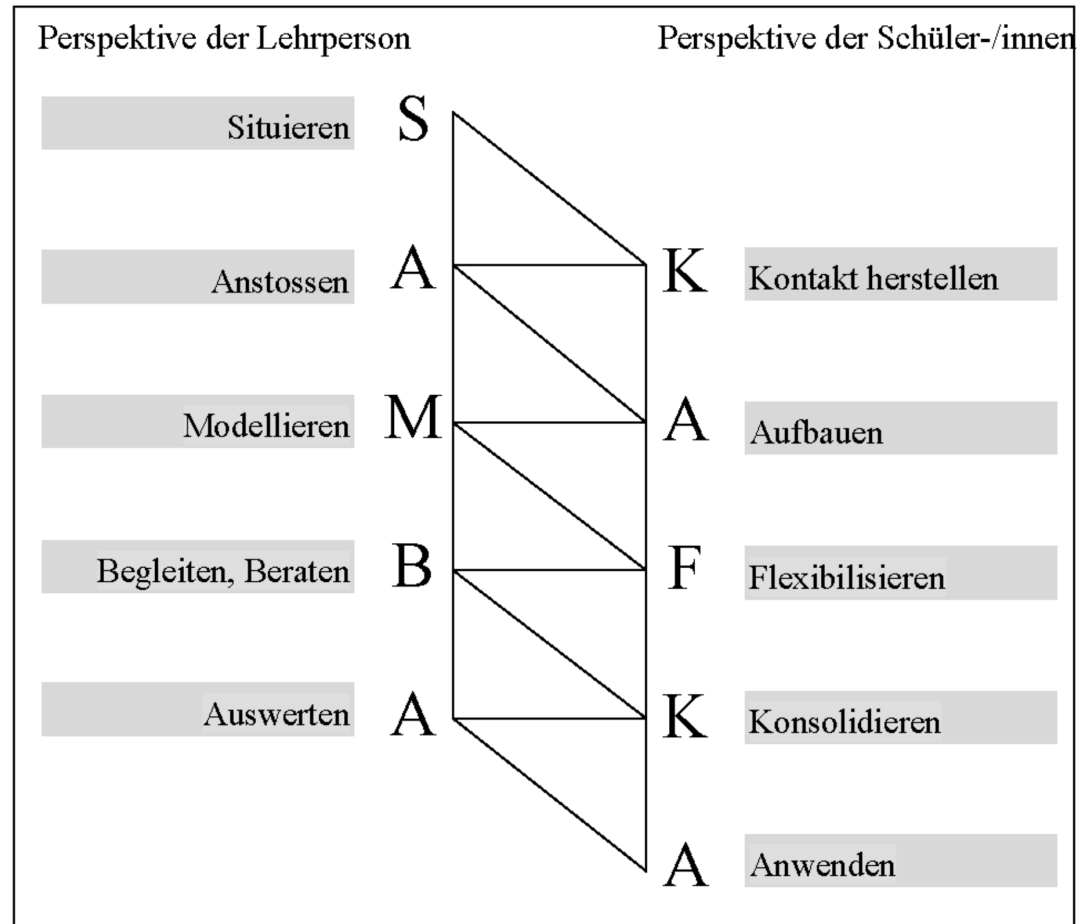 Perspektive der Lehrperson Perspektive der Schüler-/innen
Situieren S
Anstossen A K Kontakt herstellen
Modellieren M A Aufbauen
Begleiten, Beraten B F Flexibilisieren
Auswerten A K Konsolidieren
A Anwenden